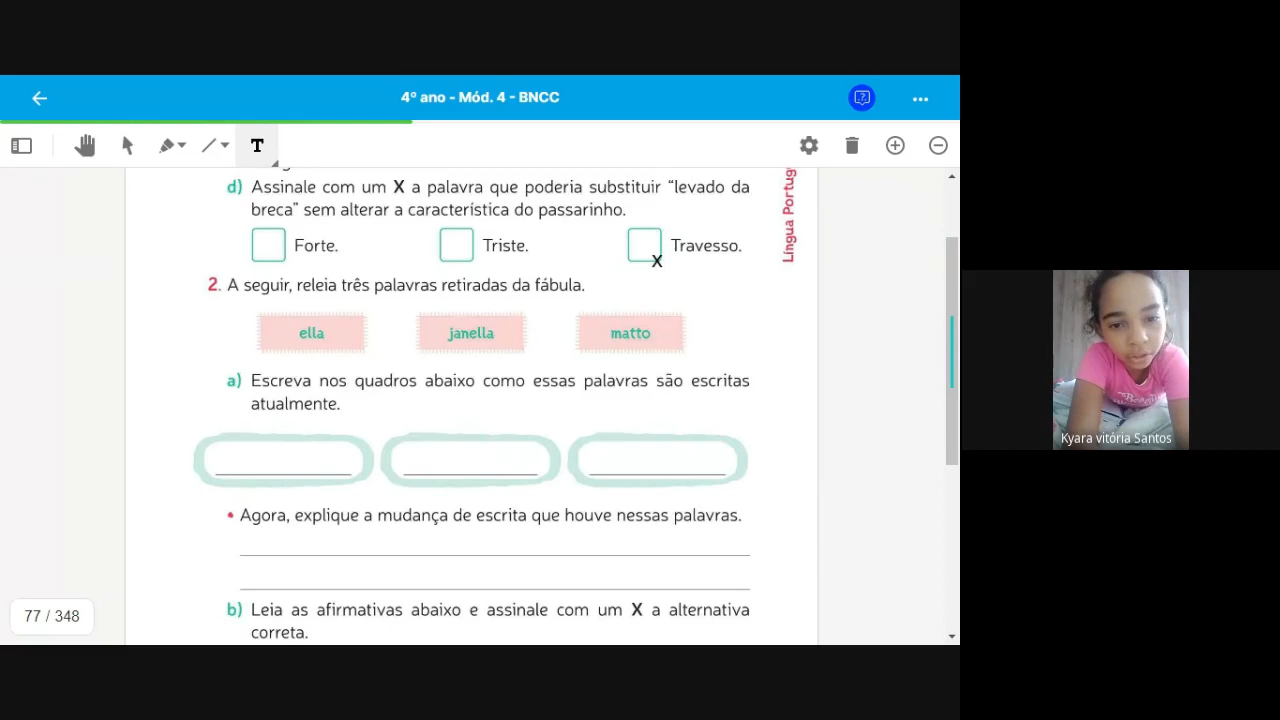 4º ano - Mód. 4 - BNCC
T
d) Assinale com um X a palavra que poderia substituir “levado da
breca” sem alterar a característica do passarinho.
Forte. Triste. X Travesso.
Língua Portug
2. A seguir, releia três palavras retiradas da fábula.
ella janella matto
a) Escreva nos quadros abaixo como essas palavras são escritas
atualmente.
• Agora, explique a mudança de escrita que houve nessas palavras.
b) Leia as afirmativas abaixo e assinale com um X a alternativa
correta.
77 / 348
Kyara vitória Santos